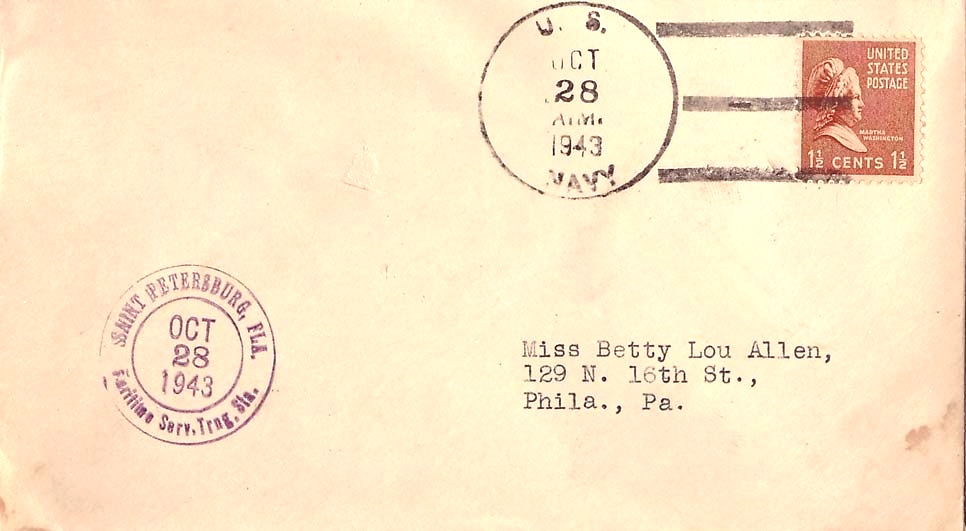 U. S.
OCT
28
A.M.
1943
NAVY
UNITED
STATES
POSTAGE
MARTHA
WASHINGTON
1½ CENTS 1½
SAINT PETERSBURG, FLA
OCT
28
1943
Maritime Serv. Trng. Sta.
Miss Betty Lou Allen,
129 N. 16th St.,
Phila., Pa.